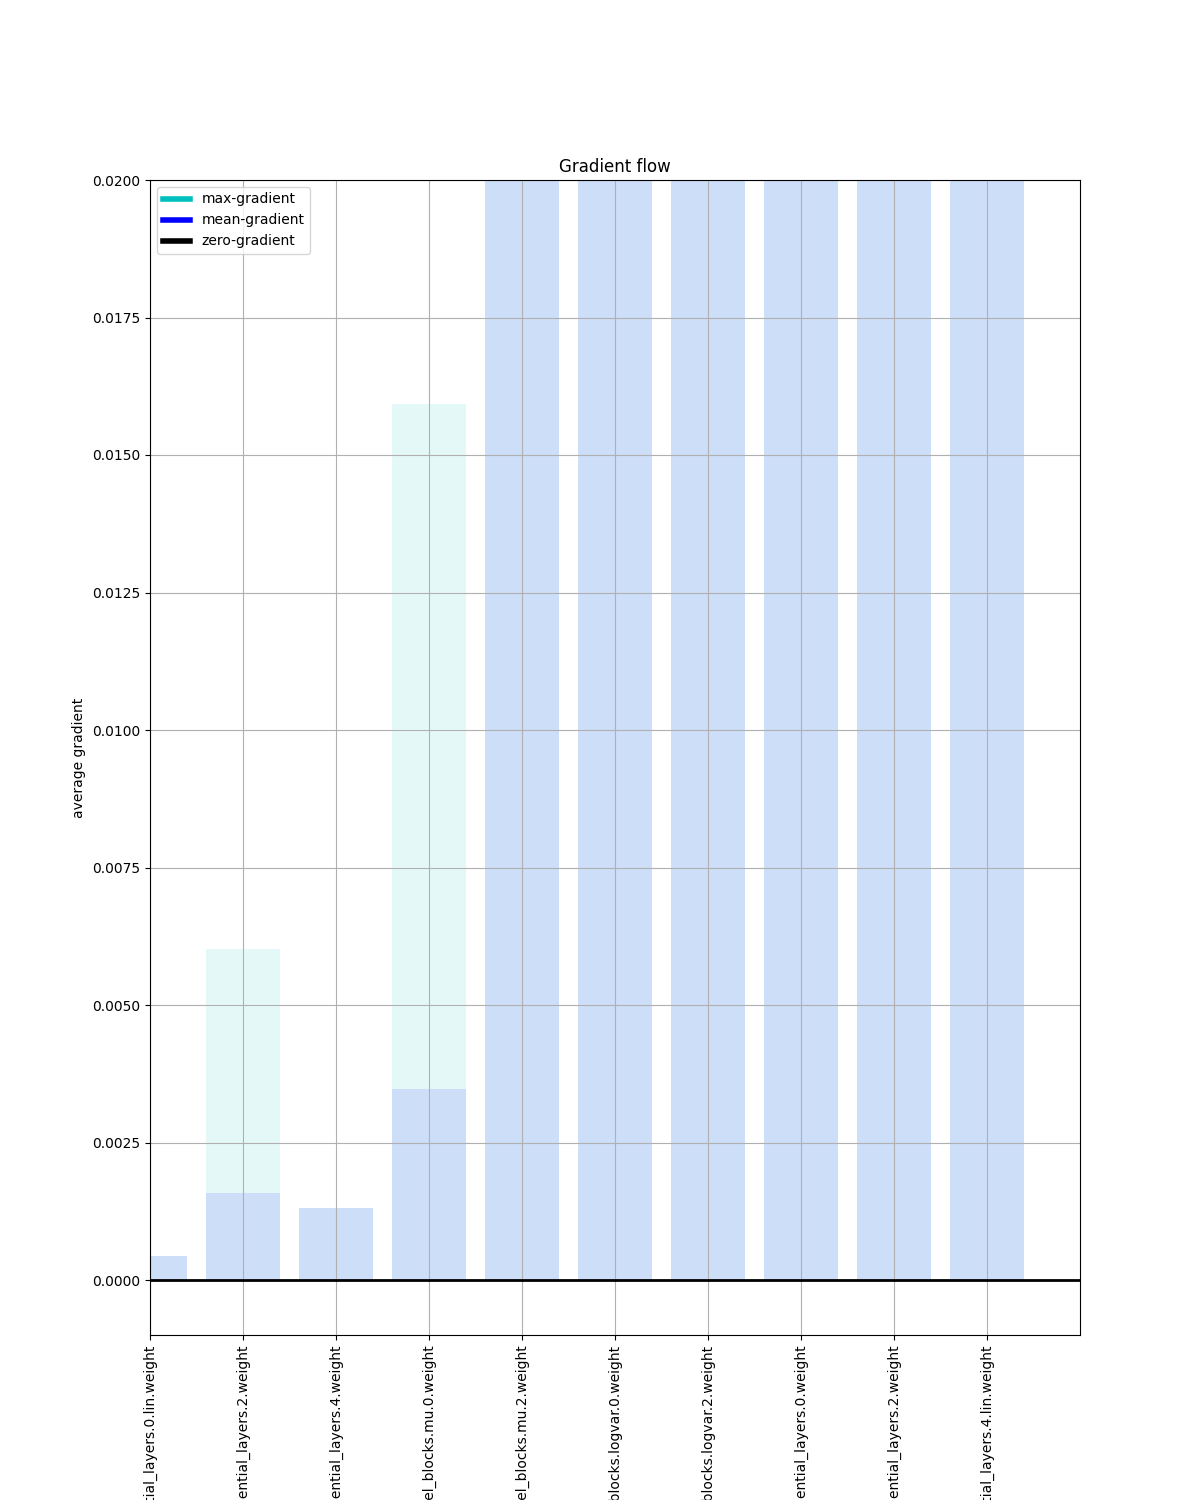 Gradient flow
max-gradient
mean-gradient
zero-gradient
average gradient
0.0200
0.0175
0.0150
0.0125
0.0100
0.0075
0.0050
0.0025
0.0000
tial_layers.0.lin.weight
ential_layers.2.weight
ential_layers.4.weight
el_blocks.mu.0.weight
el_blocks.mu.2.weight
blocks.logvar.0.weight
blocks.logvar.2.weight
ential_layers.0.weight
ential_layers.2.weight
tial_layers.4.lin.weight